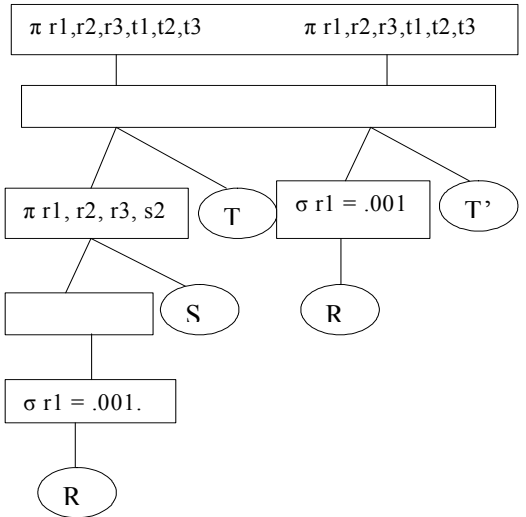 π r1,r2,r3,t1,t2,t3 π r1,r2,r3,t1,t2,t3
π r1, r2, r3, s2 T σ r1 = .001 T’
S R
σ r1 = .001.
R